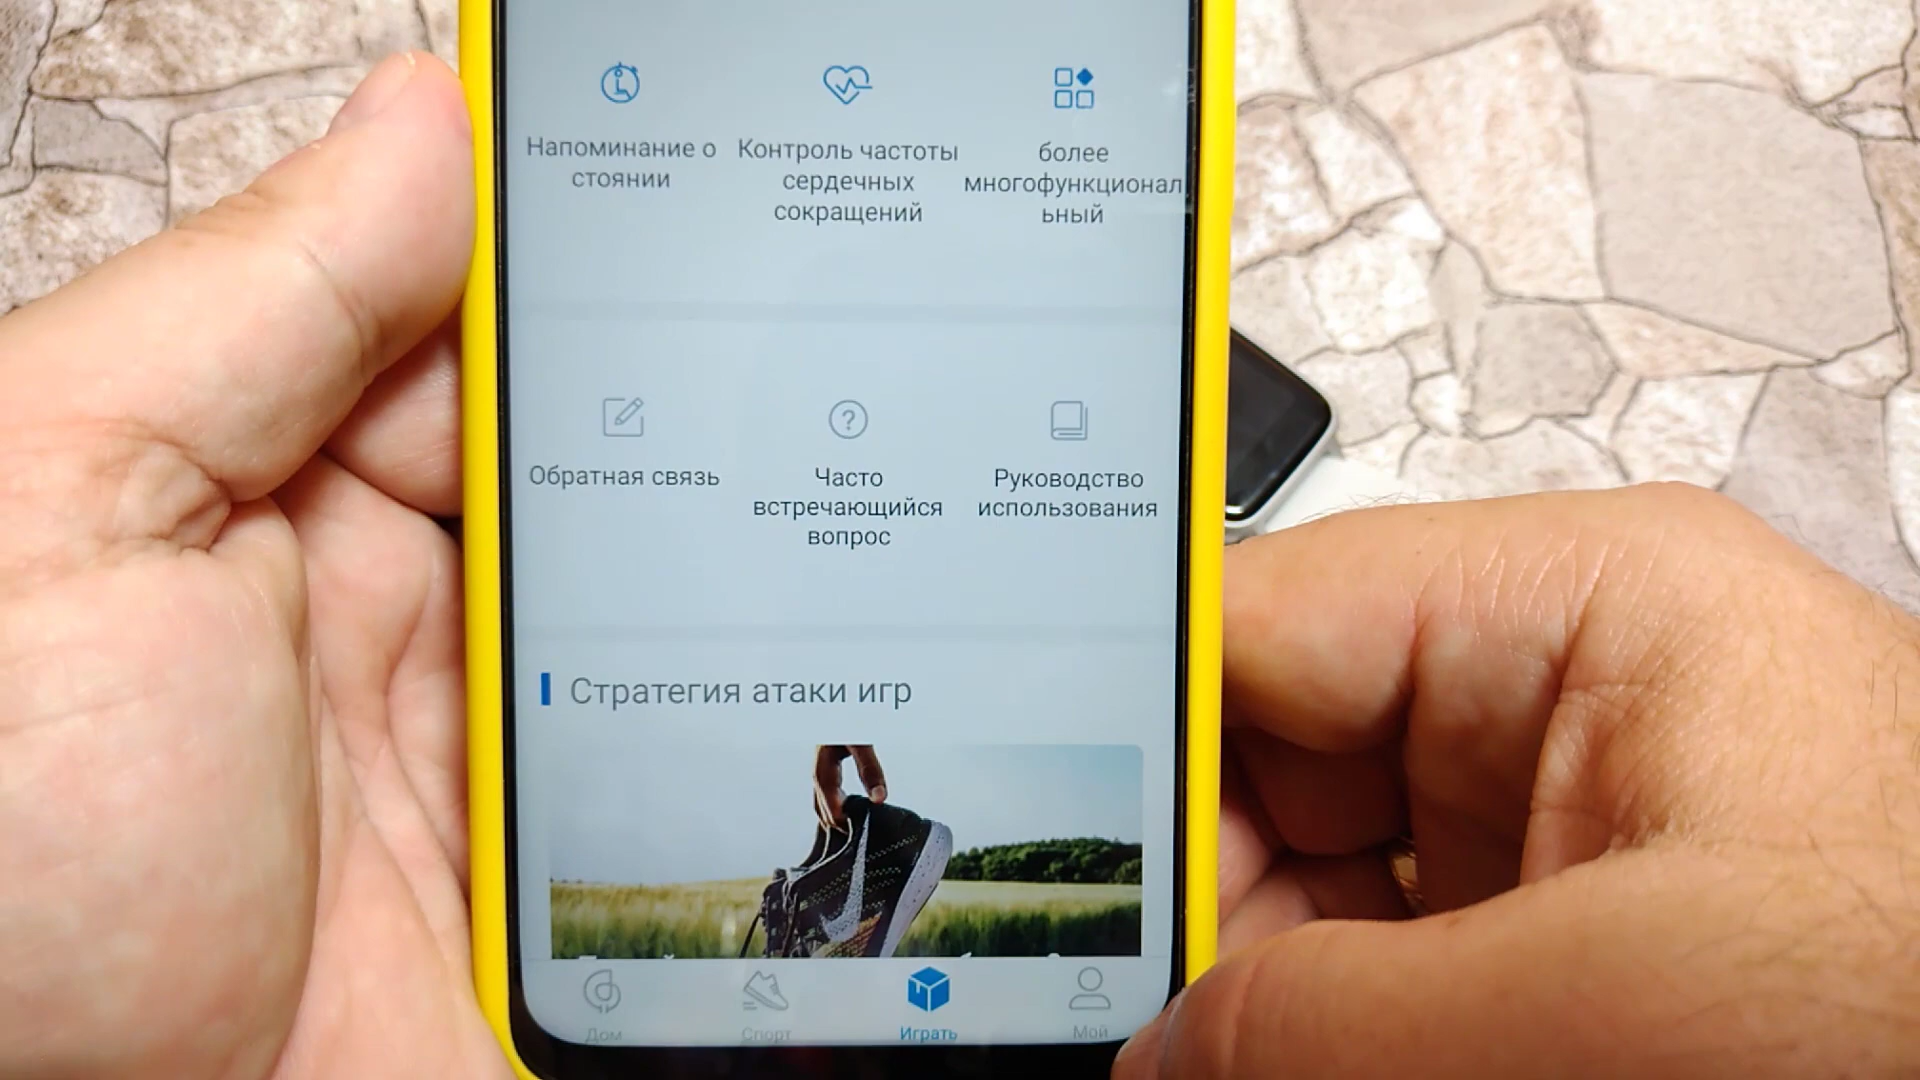 Напоминание о
стоянии
Контроль частоты
сердечных
сокращений
более
многофункционал
ьный
Обратная связь
Часто
встречающийся
вопрос
Руководство
использования
Стратегия атаки игр
Дом
Спорт
Играть
Мой